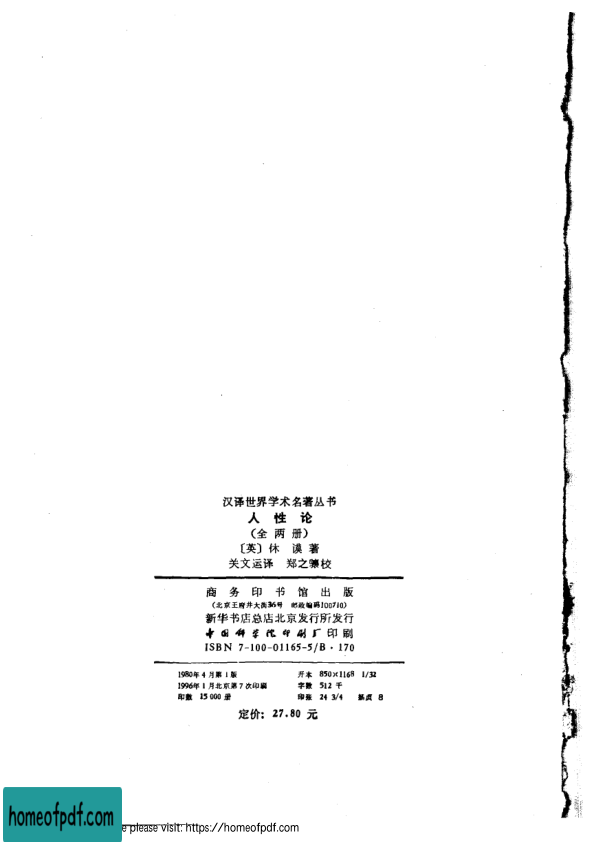 汉译世界学术名著丛书
人性论
(全两册)
〔英〕休 谟 著
关文运译 郑之骧校
商务印书馆出版
(北京王府井大街36号 邮政编码100710)
新华书店总店北京发行所发行
中国科学院印刷厂印刷
ISBN 7-100-01165-5/B·170
1980年4月第1版 开本 850×1168 1/32
1996年1月北京第7次印刷 字数 512 千
印数 15 000 册 印张 24 3/4 插页 8
定价: 27.80 元
homeofpdf.com
e please visit: https://homeofpdf.com